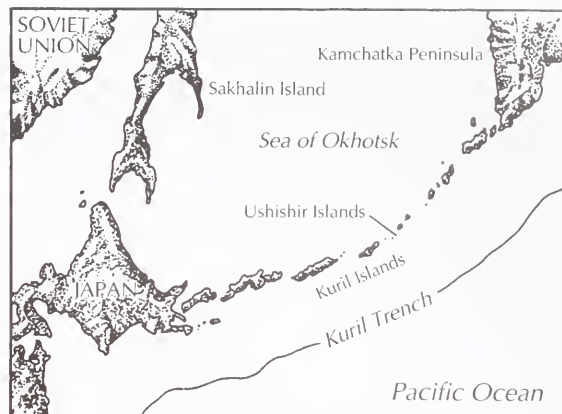 SOVIET
UNION
Kamchatka Peninsula
Sakhalin Island
Sea of Okhotsk
Ushishir Islands
Kuril Islands
JAPAN
Kuril Trench
Pacific Ocean